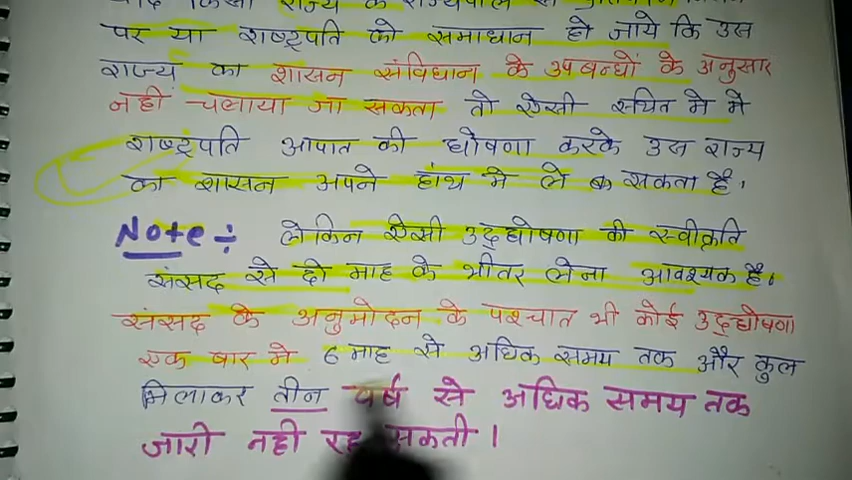 राज्य के राज्यपाल
पर या राष्ट्रपति को समाधान हो जाये कि उस
राज्य का शासन संविधान के उपबन्धों के अनुसार
नहीं चलाया जा सकता तो ऐसी स्थित मे मे
राष्ट्रपति आपात की घोषणा करके उस राज्य
का शासन अपने हांथ मे ले सकता है।
Note ÷ लेकिन ऐसी उद्घोषणा की स्वीकृति
संसद से दो माह के भीतर लेना आवश्यक है।
संसद के अनुमोदन के पश्चात भी कोई उद्घोषणा
एक बार मे 6 माह से अधिक समय तक और कुल
मिलाकर तीन वर्ष से अधिक समय तक
जारी नही रह सकती।